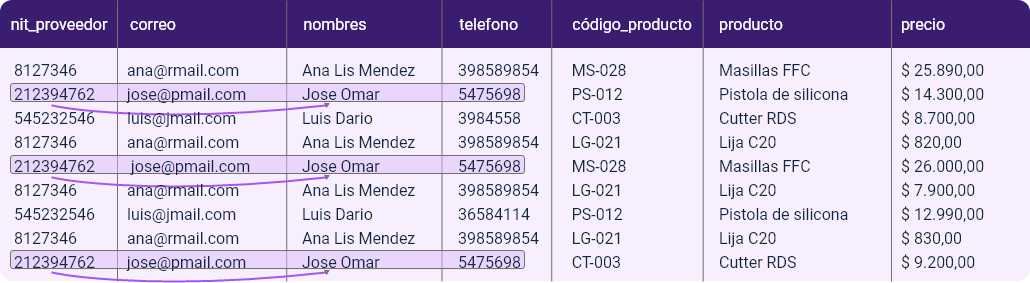 nit_proveedor correo nombres telefono código_producto producto precio
8127346 ana@rmail.com Ana Lis Mendez 398589854 MS-028 Masillas FFC $ 25.890,00
212394762 jose@pmail.com Jose Omar 5475698 PS-012 Pistola de silicona $ 14.300,00
545232546 luis@jmail.com Luis Dario 3984558 CT-003 Cutter RDS $ 8.700,00
8127346 ana@rmail.com Ana Lis Mendez 398589854 LG-021 Lija C20 $ 820,00
212394762 jose@pmail.com Jose Omar 5475698 MS-028 Masillas FFC $ 26.000,00
8127346 ana@rmail.com Ana Lis Mendez 398589854 LG-021 Lija C20 $ 7.900,00
545232546 luis@jmail.com Luis Dario 36584114 PS-012 Pistola de silicona $ 12.990,00
8127346 ana@rmail.com Ana Lis Mendez 398589854 LG-021 Lija C20 $ 830,00
212394762 jose@pmail.com Jose Omar 5475698 CT-003 Cutter RDS $ 9.200,00